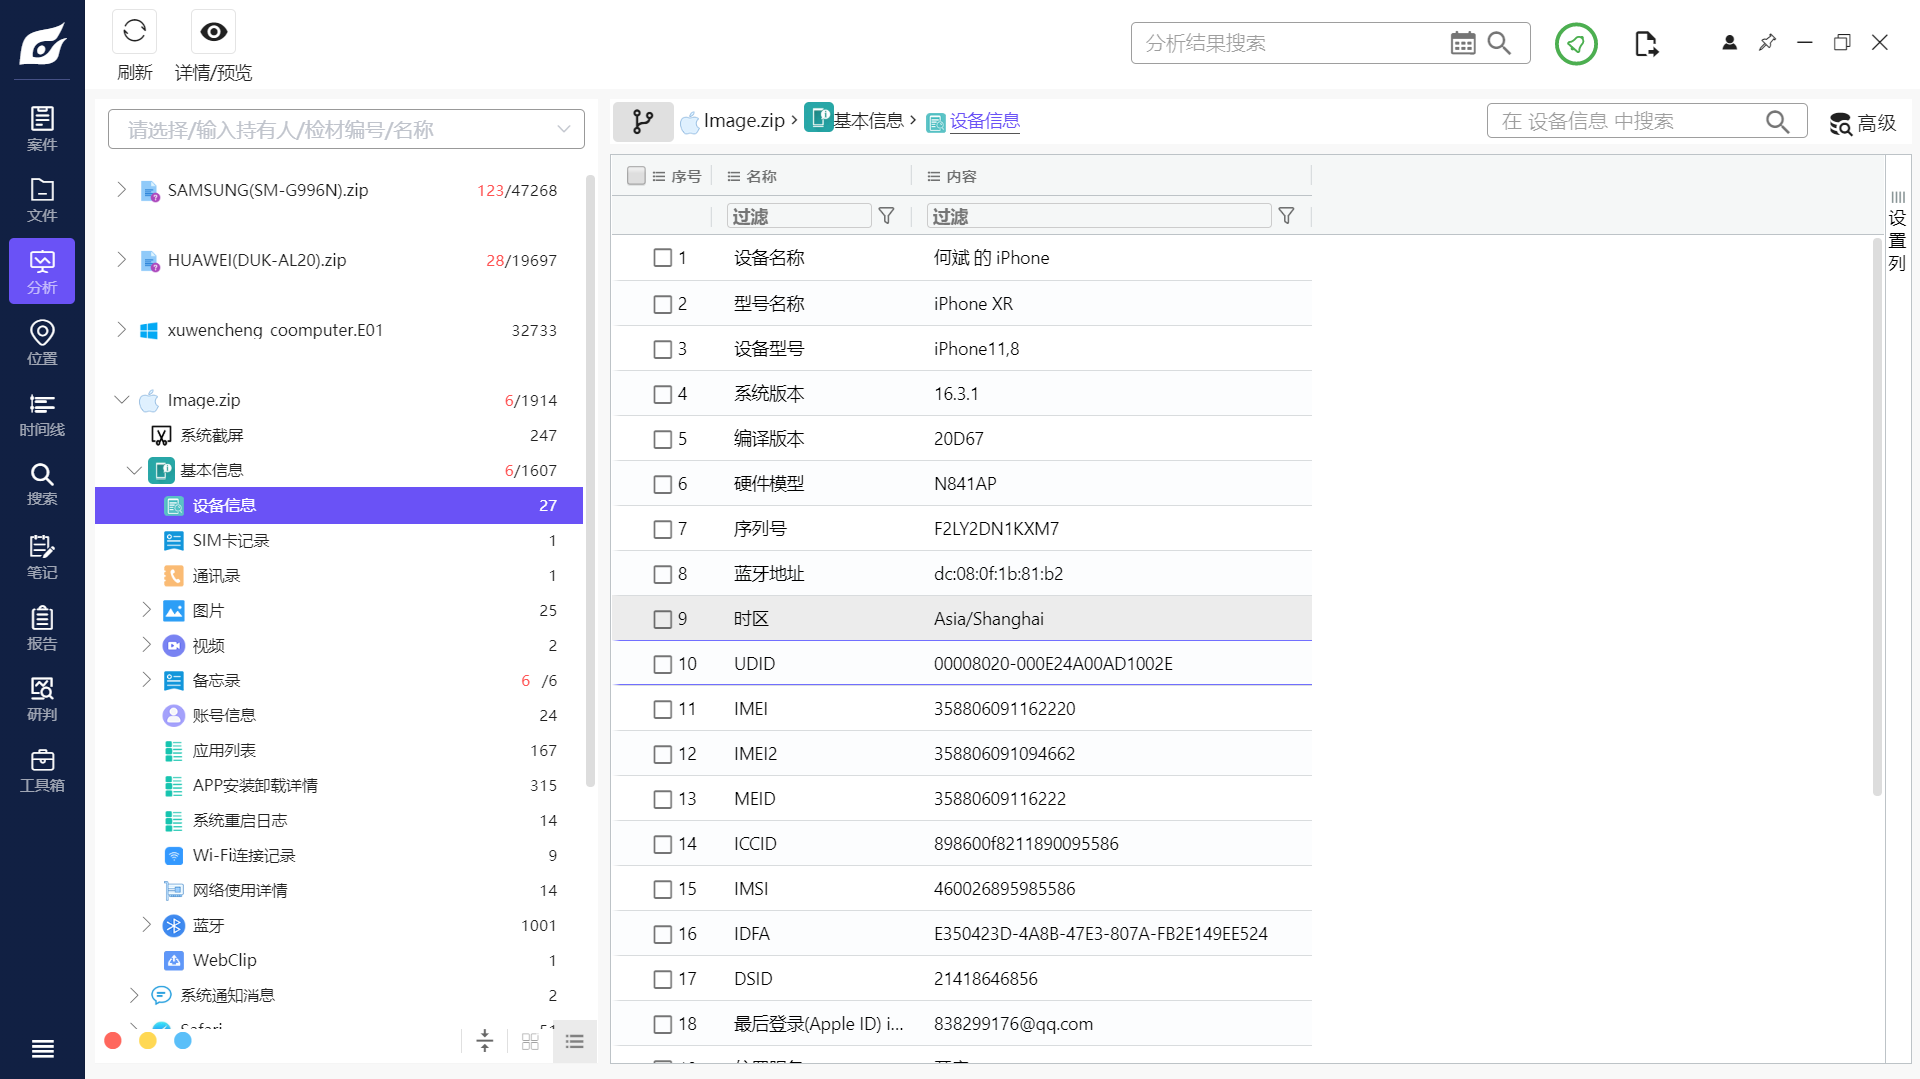 刷新
详情/预览
分析结果搜索
案件
文件
分析
位置
时间线
搜索
笔记
报告
研判
工具箱
请选择/输入持有人/检材编号/名称
SAMSUNG(SM-G996N).zip 123/47268
HUAWEI(DUK-AL20).zip 28/19697
xuwencheng coomputer.E01 32733
Image.zip 6/1914
系统截屏 247
基本信息 6/1607
设备信息 27
SIM卡记录 1
通讯录 1
图片 25
视频 2
备忘录 6 /6
账号信息 24
应用列表 167
APP安装卸载详情 315
系统重启日志 14
Wi-Fi连接记录 9
网络使用详情 14
蓝牙 1001
WebClip 1
系统通知消息 2
Image.zip › 基本信息 › 设备信息
在 设备信息 中搜索
高级
序号 名称 内容
过滤 过滤
1 设备名称 何斌 的 iPhone
2 型号名称 iPhone XR
3 设备型号 iPhone11,8
4 系统版本 16.3.1
5 编译版本 20D67
6 硬件模型 N841AP
7 序列号 F2LY2DN1KXM7
8 蓝牙地址 dc:08:0f:1b:81:b2
9 时区 Asia/Shanghai
10 UDID 00008020-000E24A00AD1002E
11 IMEI 358806091162220
12 IMEI2 358806091094662
13 MEID 35880609116222
14 ICCID 898600f8211890095586
15 IMSI 460026895985586
16 IDFA E350423D-4A8B-47E3-807A-FB2E149EE524
17 DSID 21418646856
18 最后登录(Apple ID) i... 838299176@qq.com
设置列